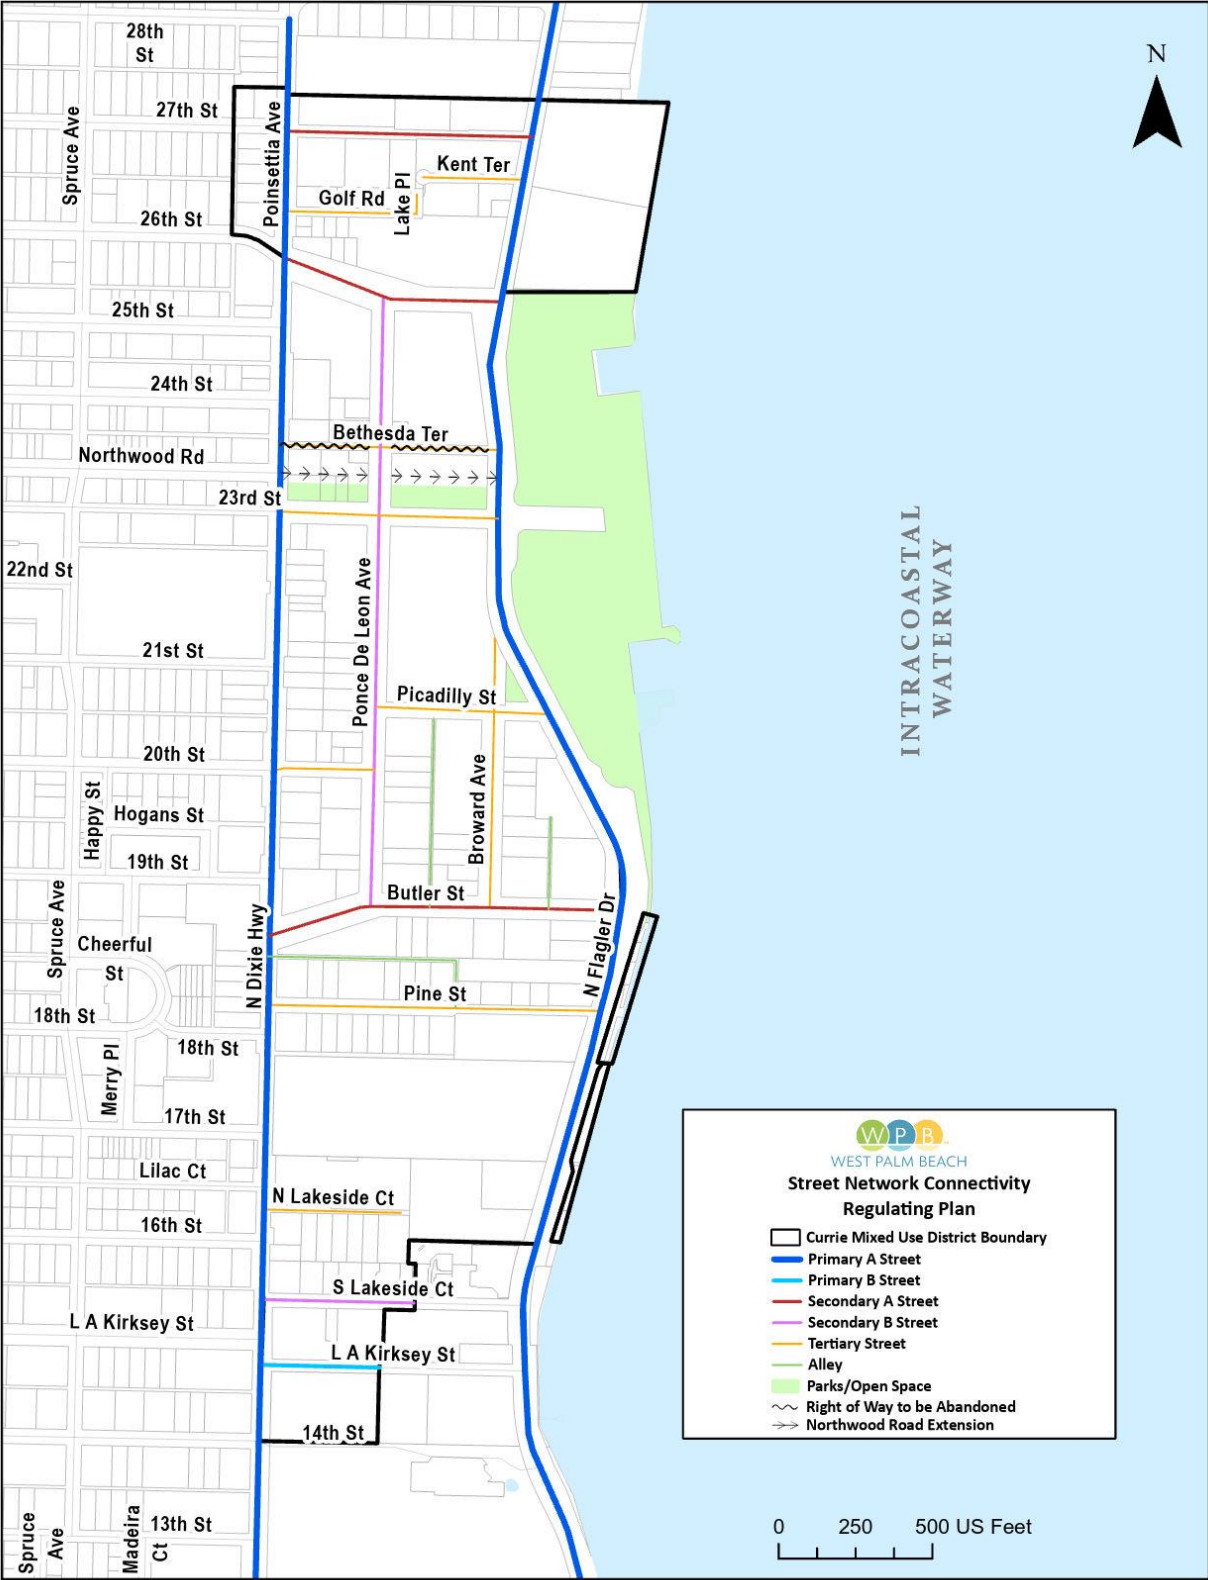 28th
St
27th St
Spruce Ave
Poinsettia Ave
Kent Ter
Golf Rd
Lake Pl
26th St
25th St
24th St
Bethesda Ter
Northwood Rd
23rd St
22nd St
Ponce De Leon Ave
21st St
Picadilly St
20th St
Happy St
Hogans St
Broward Ave
19th St
Butler St
Spruce Ave
N Dixie Hwy
N Flagler Dr
Cheerful
St
Pine St
18th St
18th St
Merry Pl
17th St
Lilac Ct
N Lakeside Ct
16th St
S Lakeside Ct
L A Kirksey St
L A Kirksey St
14th St
13th St
Spruce
Ave
Madeira
Ct
N
INTRACOASTAL
WATERWAY
WPB
WEST PALM BEACH
Street Network Connectivity
Regulating Plan
Currie Mixed Use District Boundary
Primary A Street
Primary B Street
Secondary A Street
Secondary B Street
Tertiary Street
Alley
Parks/Open Space
Right of Way to be Abandoned
Northwood Road Extension
0 250 500 US Feet